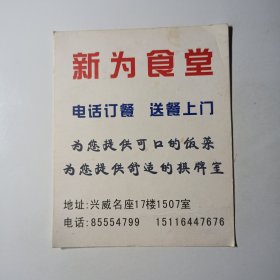 新为食堂
电话订餐 送餐上门
为您提供可口的饭菜
为您提供舒适的棋牌室
地址:兴威名座17楼1507室
电话:85554799 15116447676